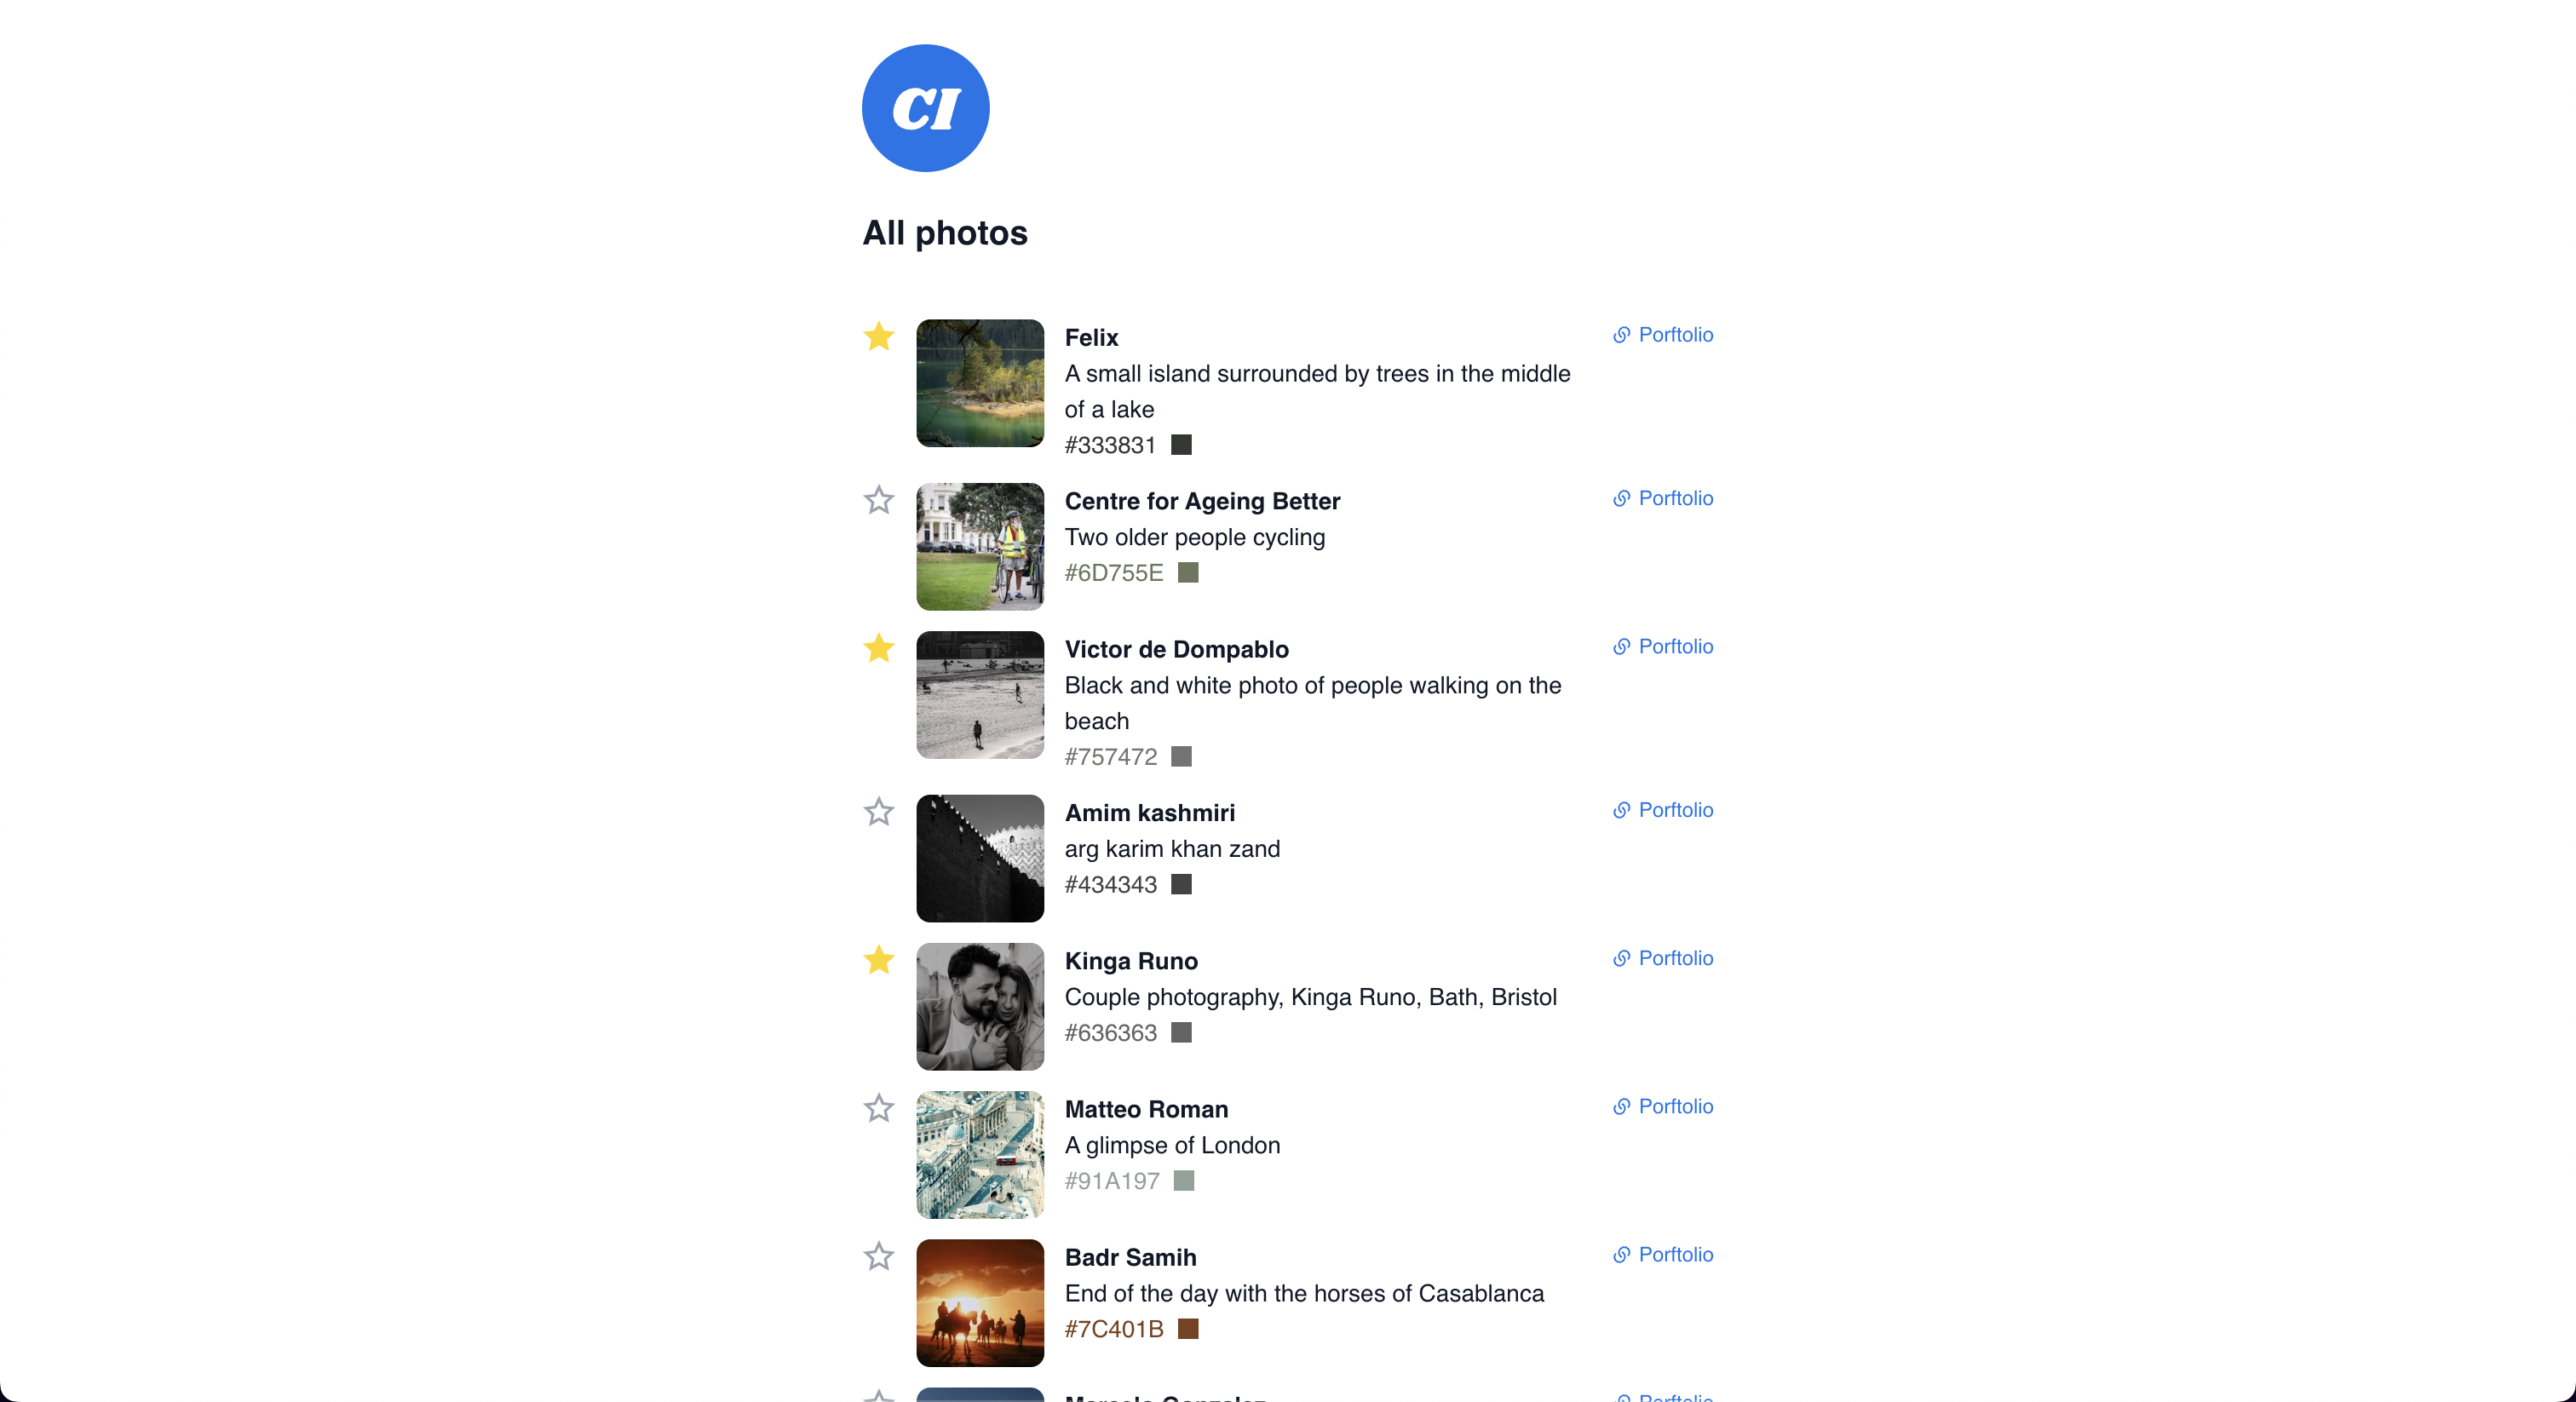 CI
All photos
Felix
Porftolio
A small island surrounded by trees in the middle
of a lake
#333831
Centre for Ageing Better
Porftolio
Two older people cycling
#6D755E
Victor de Dompablo
Porftolio
Black and white photo of people walking on the
beach
#757472
Amim kashmiri
Porftolio
arg karim khan zand
#434343
Kinga Runo
Porftolio
Couple photography, Kinga Runo, Bath, Bristol
#636363
Matteo Roman
Porftolio
A glimpse of London
#91A197
Badr Samih
Porftolio
End of the day with the horses of Casablanca
#7C401B